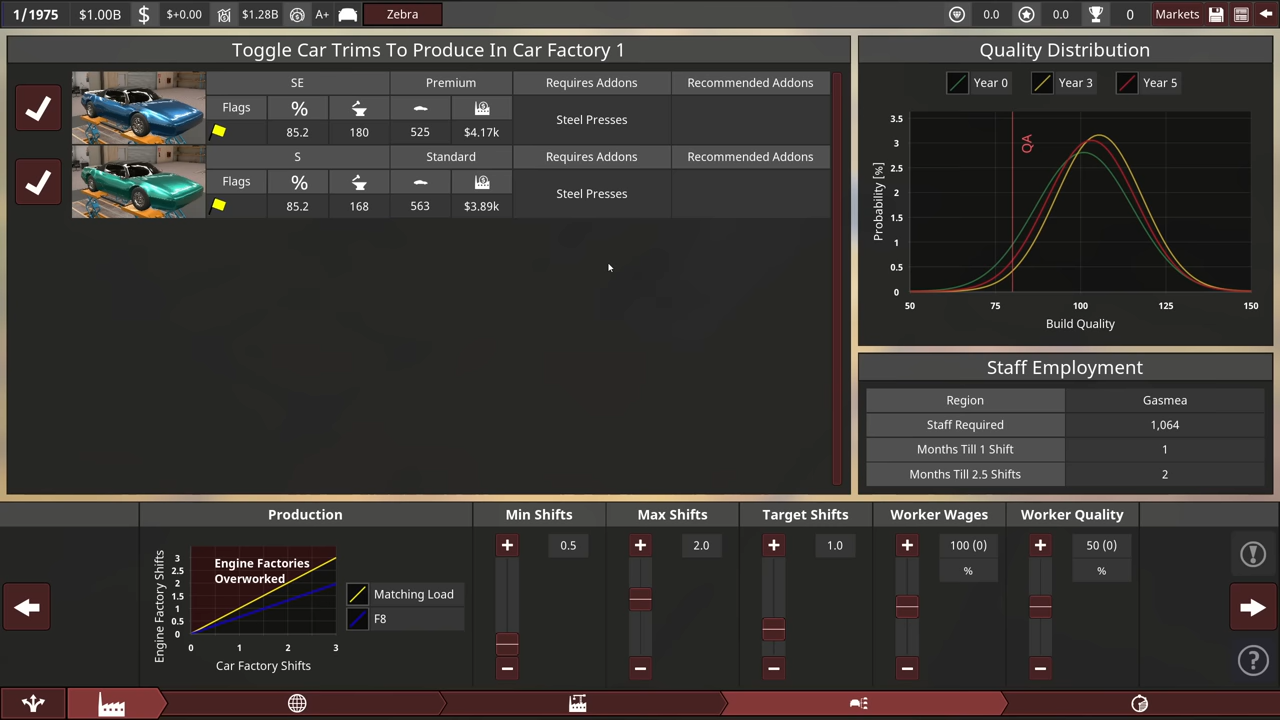 1/1975 $1.00B $+0.00 $1.28B A+ Zebra 0.0 0.0 0 Markets
Toggle Car Trims To Produce In Car Factory 1
SE Premium Requires Addons Recommended Addons
Flags %
85.2 180 525 $4.17k
Steel Presses
S Standard Requires Addons Recommended Addons
Flags %
85.2 168 563 $3.89k
Steel Presses
Quality Distribution
Year 0 Year 3 Year 5
QA
Probability [%]
3.5
3
2.5
2
1.5
1
0.5
0
50 75 100 125 150
Build Quality
Staff Employment
Region Gasmea
Staff Required 1,064
Months Till 1 Shift 1
Months Till 2.5 Shifts 2
Production
Engine Factory Shifts
3
2.5
2
1.5
1
0.5
0
Engine Factories
Overworked
0 1 2 3
Car Factory Shifts
Matching Load
F8
Min Shifts
+ 0.5
−
Max Shifts
+ 2.0
−
Target Shifts
+ 1.0
−
Worker Wages
+ 100 (0)
%
−
Worker Quality
+ 50 (0)
%
−
!
?